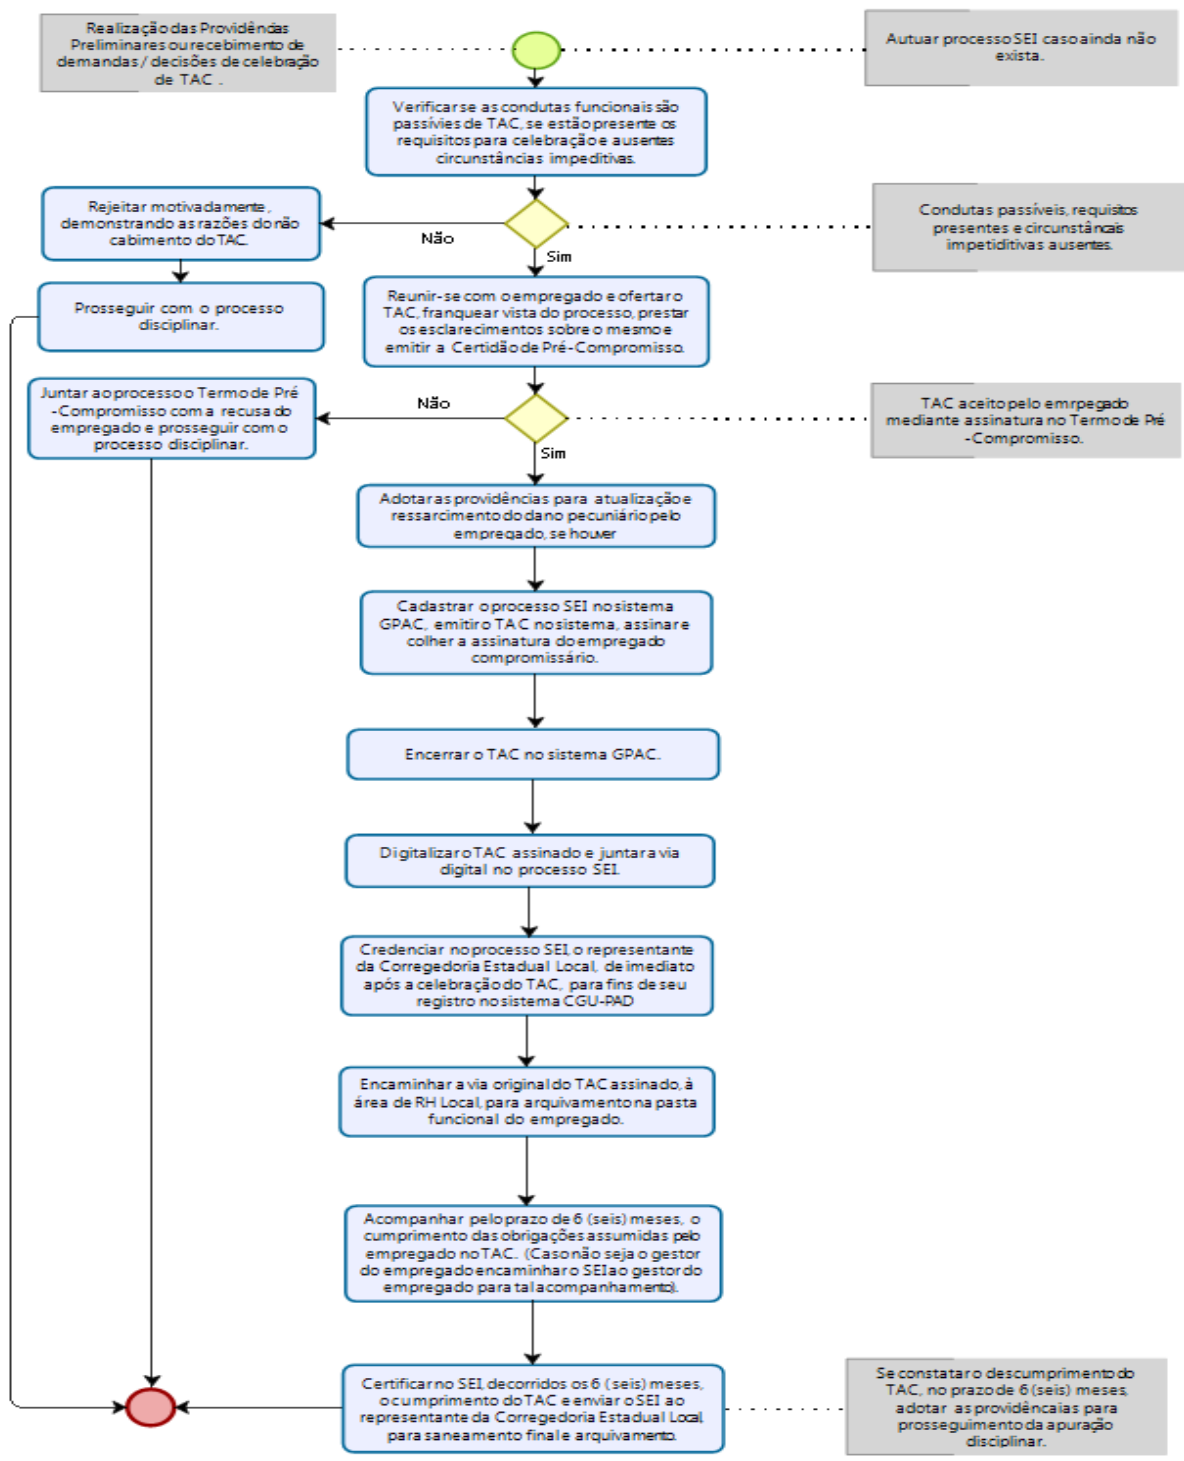 Realização das Providências
Preliminares ou recebimento de
demandas / decisões de celebração
de TAC .
Autuar processo SEI caso ainda não
exista.
Verificar se as condutas funcionais são
passívies de TAC, se estão presente os
requisitos para celebração e ausentes
circunstâncias impeditivas.
Rejeitar motivadamente,
demonstrando as razões do não
cabimento do TAC.
Não
Sim
Condutas passíveis, requisitos
presentes e circunstâncais
impetiditivas ausentes.
Prosseguir com o processo
disciplinar.
Reunir-se com o empregado e ofertar o
TAC, franquear vista do processo, prestar
os esclarecimentos sobre o mesmo e
emitir a Certidão de Pré-Compromisso.
Juntar ao processo o Termo de Pré
-Compromisso com a recusa do
empregado e prosseguir com o
processo disciplinar.
Não
Sim
TAC aceito pelo emrpegado
mediante assinatura no Termo de Pré
-Compromisso.
Adotar as providências para atualização e
ressarcimento do dano pecuniário pelo
empregado, se houver
Cadastrar o processo SEI no sistema
GPAC, emitir o TAC no sistema, assinar e
colher a assinatura do empregado
compromissário.
Encerrar o TAC no sistema GPAC.
Digitalizar o TAC assinado e juntar a via
digital no processo SEI.
Credenciar no processo SEI, o representante
da Corregedoria Estadual Local, de imediato
após a celebração do TAC, para fins de seu
registro no sistema CGU-PAD
Encaminhar a via original do TAC assinado, à
área de RH Local, para arquivamento na pasta
funcional do empregado.
Acompanhar pelo prazo de 6 (seis) meses, o
cumprimento das obrigações assumidas pelo
empregado no TAC. (Caso não seja o gestor
do empregado encaminhar o SEI ao gestor do
empregado para tal acompanhamento).
Certificar no SEI, decorridos os 6 (seis) meses,
o cumprimento do TAC e enviar o SEI ao
representante da Corregedoria Estadual Local,
para saneamento final e arquivamento.
Se constatar o descumprimento do
TAC, no prazo de 6 (seis) meses,
adotar as providêncaias para
prosseguimento da apuração
disciplinar.